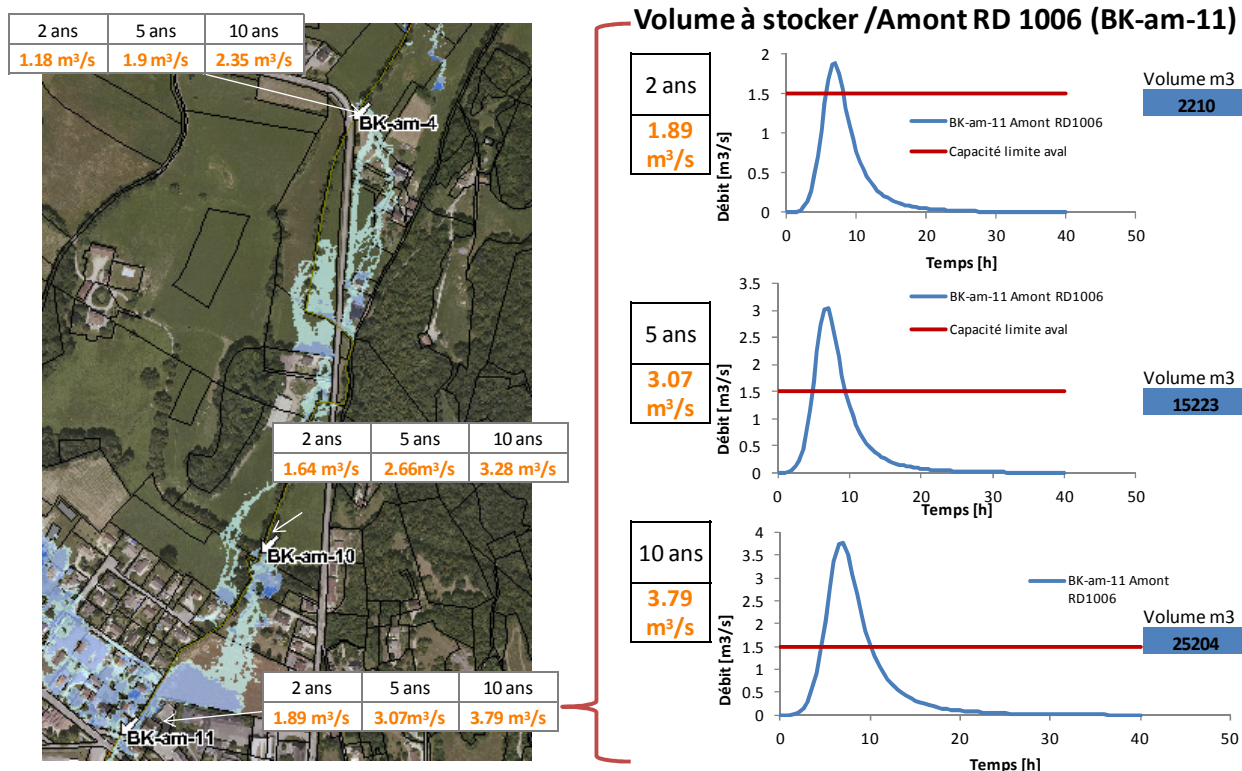 Volume à stocker /Amont RD 1006 (BK-am-11)
2 ans 5 ans 10 ans
1.18 m³/s 1.9 m³/s 2.35 m³/s
BK-am-4
2 ans 5 ans 10 ans
1.64 m³/s 2.66m³/s 3.28 m³/s
BK-am-10
2 ans 5 ans 10 ans
1.89 m³/s 3.07m³/s 3.79 m³/s
BK-am-11
2 ans
1.89
m³/s
Débit [m3/s]
2
1.5
1
0.5
0
0 10 20 30 40 50
Temps [h]
BK-am-11 Amont RD1006
Capacité limite aval
Volume m3
2210
5 ans
3.07
m³/s
Débit [m3/s]
3.5
3
2.5
2
1.5
1
0.5
0
0 10 20 30 40 50
Temps [h]
BK-am-11 Amont RD1006
Capacité limite aval
Volume m3
15223
10 ans
3.79
m³/s
Débit [m3/s]
4
3.5
3
2.5
2
1.5
1
0.5
0
0 10 20 30 40 50
Temps [h]
BK-am-11 Amont
RD1006
Volume m3
25204